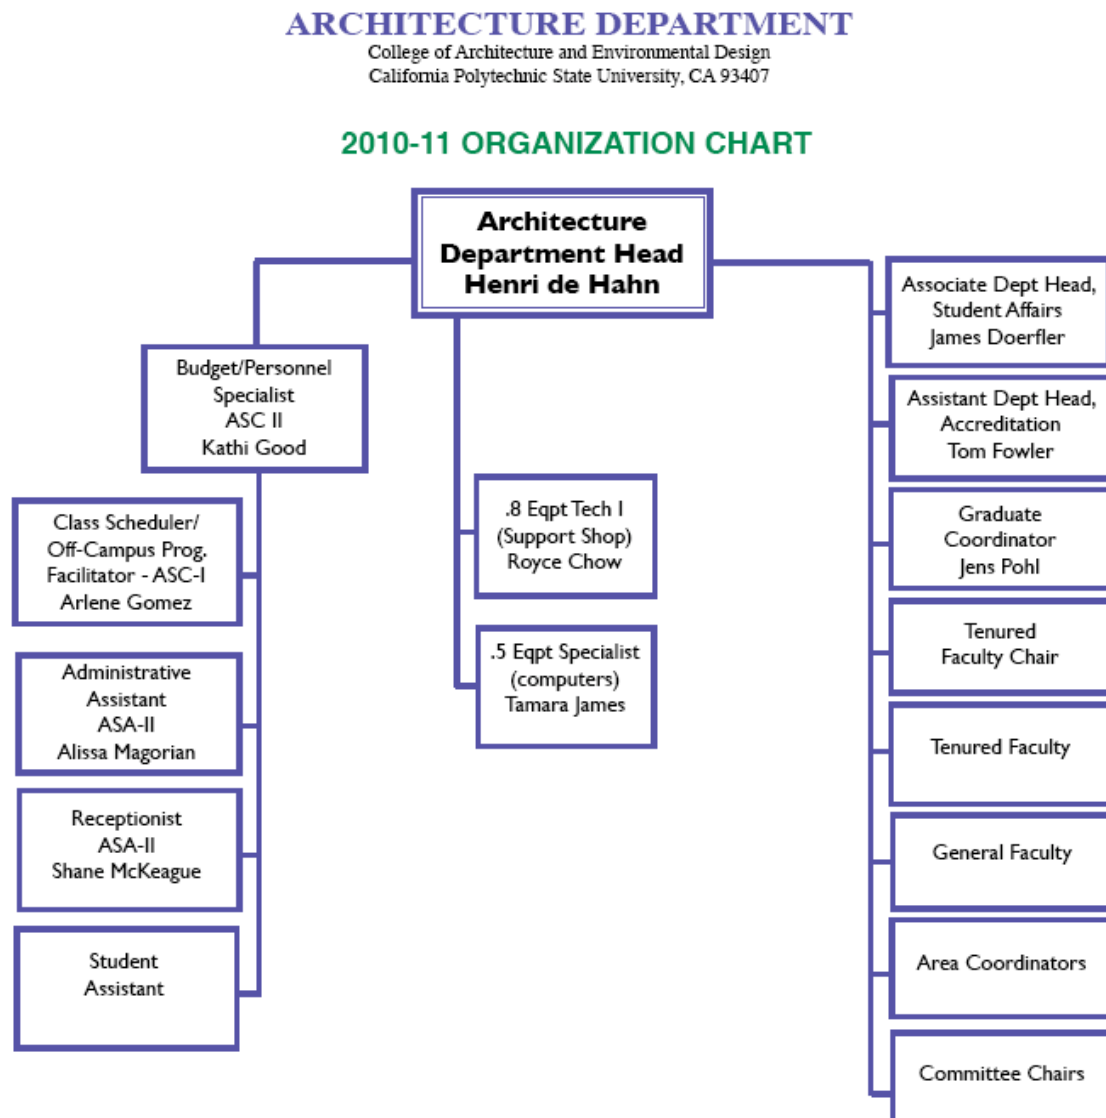 ARCHITECTURE DEPARTMENT
College of Architecture and Environmental Design
California Polytechnic State University, CA 93407
2010-11 ORGANIZATION CHART
Architecture
Department Head
Henri de Hahn
Budget/Personnel
Specialist
ASC II
Kathi Good
Class Scheduler/
Off-Campus Prog.
Facilitator - ASC-I
Arlene Gomez
Administrative
Assistant
ASA-II
Alissa Magorian
Receptionist
ASA-II
Shane McKeague
Student
Assistant
.8 Eqpt Tech I
(Support Shop)
Royce Chow
.5 Eqpt Specialist
(computers)
Tamara James
Associate Dept Head,
Student Affairs
James Doerfler
Assistant Dept Head,
Accreditation
Tom Fowler
Graduate
Coordinator
Jens Pohl
Tenured
Faculty Chair
Tenured Faculty
General Faculty
Area Coordinators
Committee Chairs